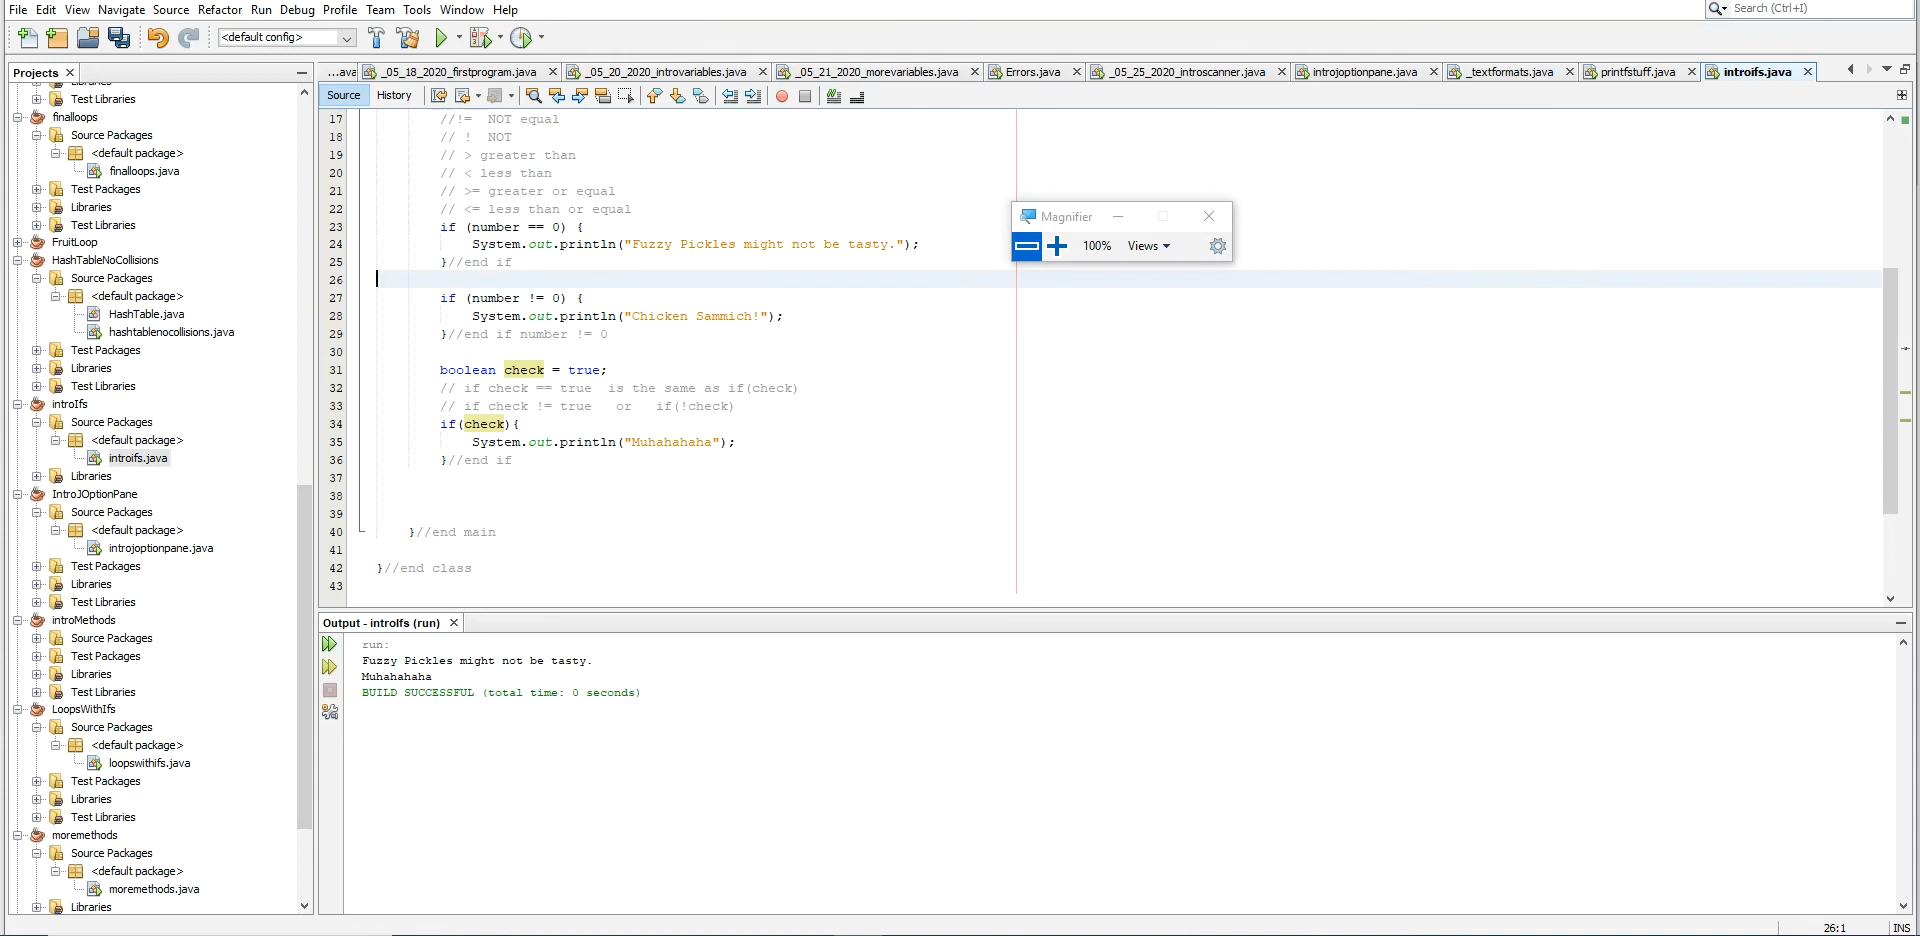 File Edit View Navigate Source Refactor Run Debug Profile Team Tools Window Help
Search (Ctrl+I)
<default config>
Projects
...ava _05_18_2020_firstprogram.java _05_20_2020_introvariables.java _05_21_2020_morevariables.java Errors.java _05_25_2020_introscanner.java introjoptionpane.java _textformats.java printfstuff.java introifs.java
Source History
Libraries
Test Libraries
finalloops
Source Packages
<default package>
finalloops.java
Test Packages
Libraries
Test Libraries
FruitLoop
HashTableNoCollisions
Source Packages
<default package>
HashTable.java
hashtablenocollisions.java
Test Packages
Libraries
Test Libraries
introIfs
Source Packages
<default package>
introifs.java
Libraries
IntroJOptionPane
Source Packages
<default package>
introjoptionpane.java
Test Packages
Libraries
Test Libraries
introMethods
Source Packages
Test Packages
Libraries
Test Libraries
LoopsWithIfs
Source Packages
<default package>
loopswithifs.java
Test Packages
Libraries
Test Libraries
moremethods
Source Packages
<default package>
moremethods.java
Libraries
17 //!= NOT equal
18 // ! NOT
19 // > greater than
20 // < less than
21 // >= greater or equal
22 // <= less than or equal
23 if (number == 0) {
24 System.out.println("Fuzzy Pickles might not be tasty.");
25 }//end if
26
27 if (number != 0) {
28 System.out.println("Chicken Sammich!");
29 }//end if number != 0
30
31 boolean check = true;
32 // if check == true is the same as if(check)
33 // if check != true or if(!check)
34 if(check){
35 System.out.println("Muhahahaha");
36 }//end if
37
38
39
40 }//end main
41
42 }//end class
43
Magnifier
100% Views
Output - introIfs (run)
run:
Fuzzy Pickles might not be tasty.
Muhahahaha
BUILD SUCCESSFUL (total time: 0 seconds)
26:1 INS